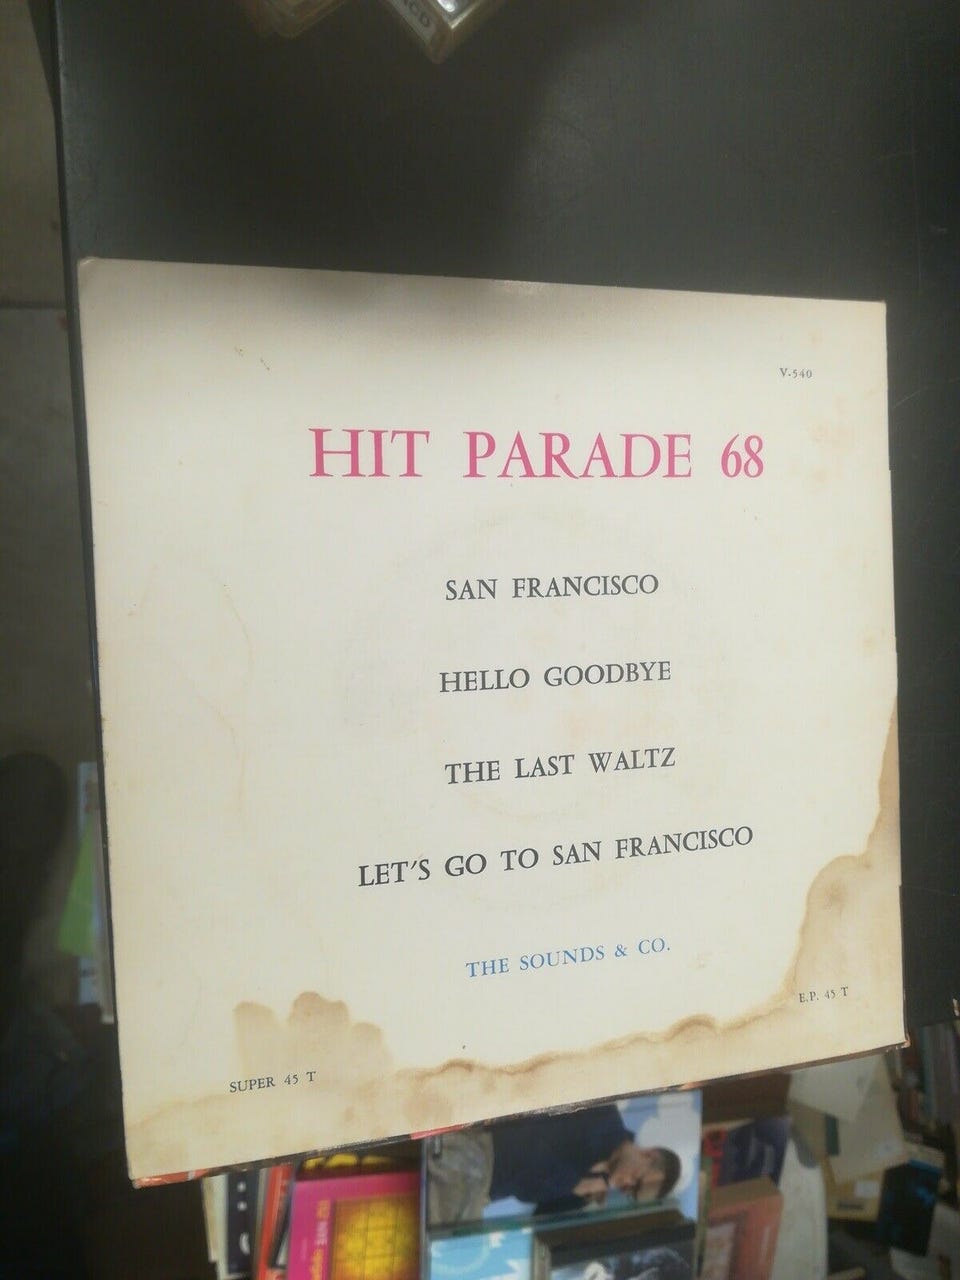 V-540
HIT PARADE 68
SAN FRANCISCO
HELLO GOODBYE
THE LAST WALTZ
LET'S GO TO SAN FRANCISCO
THE SOUNDS & CO.
E.P. 45 T
SUPER 45 T